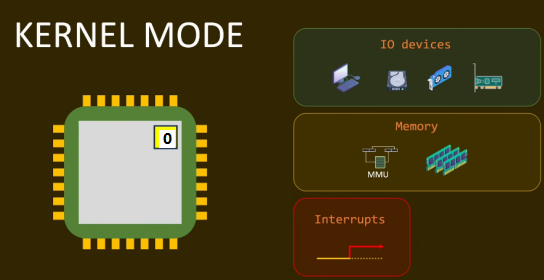 KERNEL MODE
0
IO devices
Memory
MMU
Interrupts